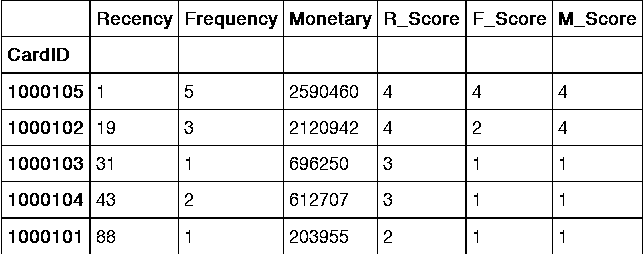 Recency Frequency Monetary R_Score F_Score M_Score
CardID
1000105 1 5 2590460 4 4 4
1000102 19 3 2120942 4 2 4
1000103 31 1 696250 3 1 1
1000104 43 2 612707 3 1 1
1000101 88 1 203955 2 1 1